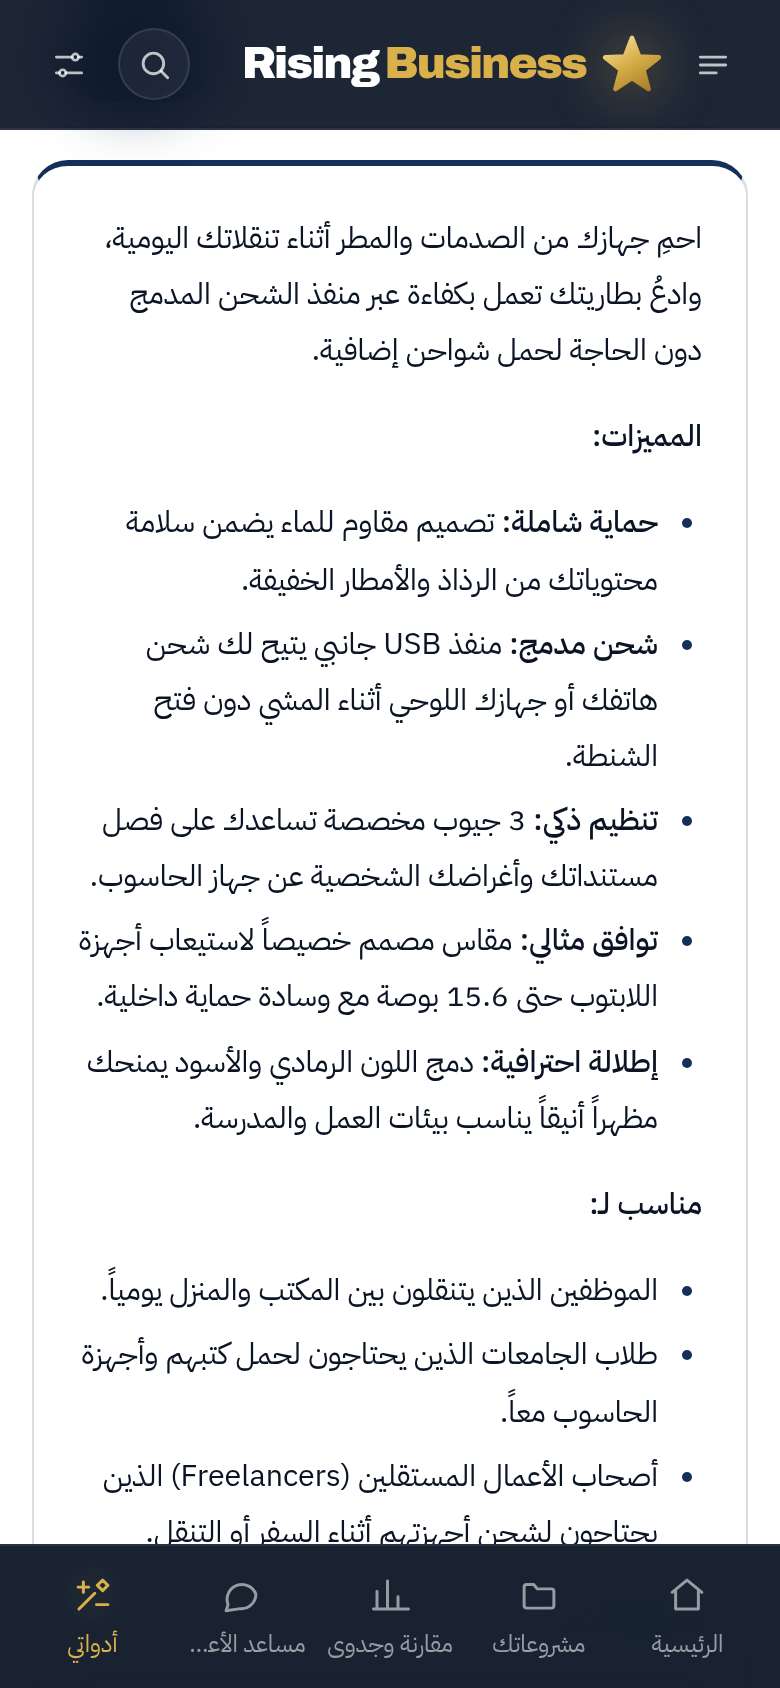 Rising Business
احمِ جهازك من الصدمات والمطر أثناء تنقلاتك اليومية،
وادعُ بطاريتك تعمل بكفاءة عبر منفذ الشحن المدمج
دون الحاجة لحمل شواحن إضافية.
المميزات:
• حماية شاملة: تصميم مقاوم للماء يضمن سلامة
محتوياتك من الرذاذ والأمطار الخفيفة.
• شحن مدمج: منفذ USB جانبي يتيح لك شحن
هاتفك أو جهازك اللوحي أثناء المشي دون فتح
الشنطة.
• تنظيم ذكي: 3 جيوب مخصصة تساعدك على فصل
مستنداتك وأغراضك الشخصية عن جهاز الحاسوب.
• توافق مثالي: مقاس مصمم خصيصاً لاستيعاب أجهزة
اللابتوب حتى 15.6 بوصة مع وسادة حماية داخلية.
• إطلالة احترافية: دمج اللون الرمادي والأسود يمنحك
مظهراً أنيقاً يناسب بيئات العمل والمدرسة.
مناسب لـ:
• الموظفين الذين يتنقلون بين المكتب والمنزل يومياً.
• طلاب الجامعات الذين يحتاجون لحمل كتبهم وأجهزة
الحاسوب معاً.
• أصحاب الأعمال المستقلين (Freelancers) الذين
يحتاجون لشحن أجهزتهم أثناء السفر أو التنقل.
الرئيسية
مشروعاتك
مقارنة وجدوى
مساعد الأعـ...
أدواتي